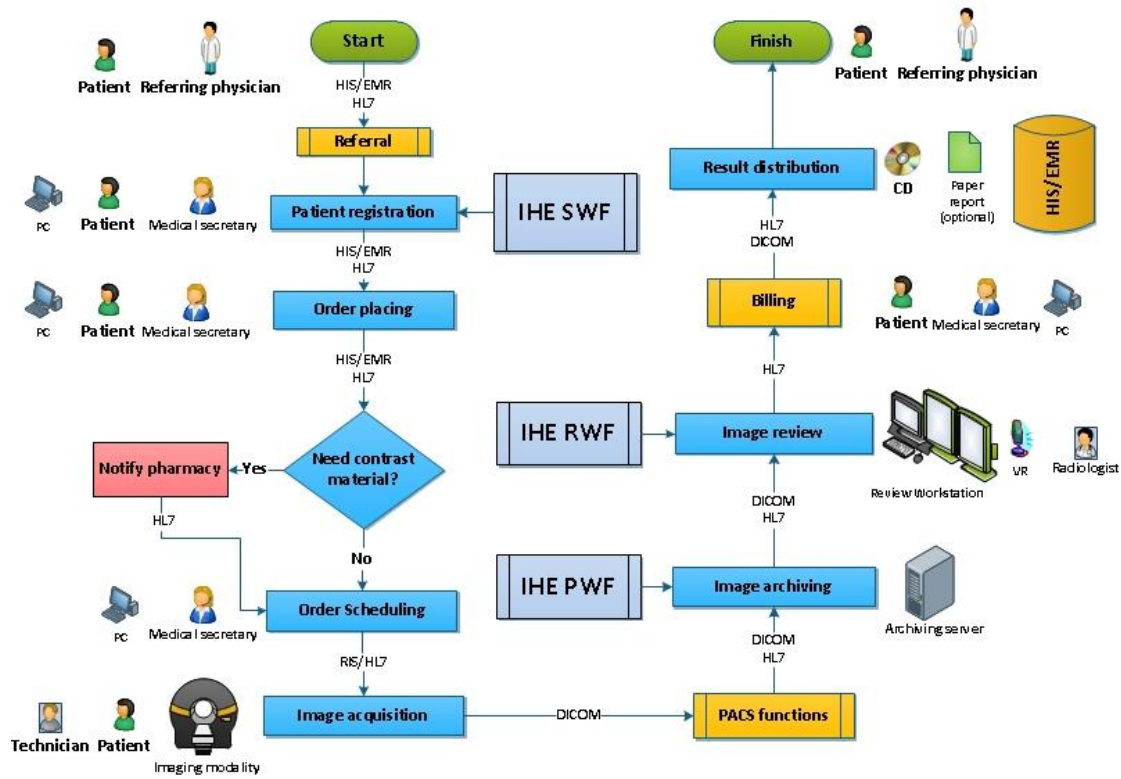 Start
Patient
Referring physician
HIS/EMR
HL7
Referral
PC
Patient
Medical secretary
Patient registration
IHE SWF
HIS/EMR
HL7
PC
Patient
Medical secretary
Order placing
HIS/EMR
HL7
Need contrast
material?
Yes
Notify pharmacy
HL7
No
PC
Medical secretary
Order Scheduling
RIS/HL7
Technician
Patient
Imaging modality
Image acquisition
DICOM
PACS functions
DICOM
HL7
IHE PWF
Image archiving
Archiving server
DICOM
HL7
IHE RWF
Image review
Review Workstation
VR
Radiologist
HL7
Billing
Patient
Medical secretary
PC
HL7
DICOM
Result distribution
CD
Paper
report
(optional)
HIS/EMR
Finish
Patient
Referring physician